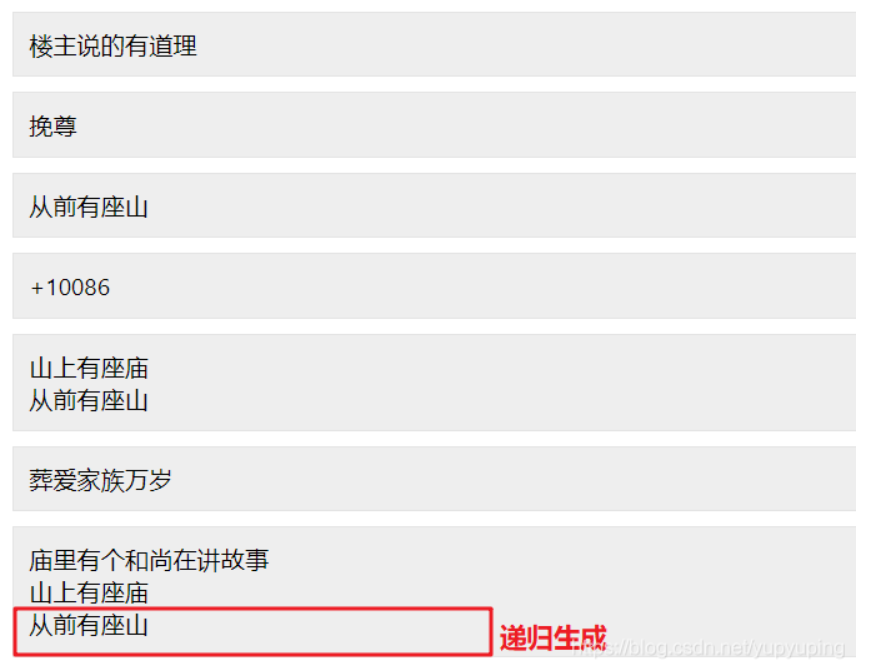 楼主说的有道理
挽尊
从前有座山
+10086
山上有座庙
从前有座山
葬爱家族万岁
庙里有个和尚在讲故事
山上有座庙
从前有座山
递归生成
https://blog.csdn.net/yupyuping